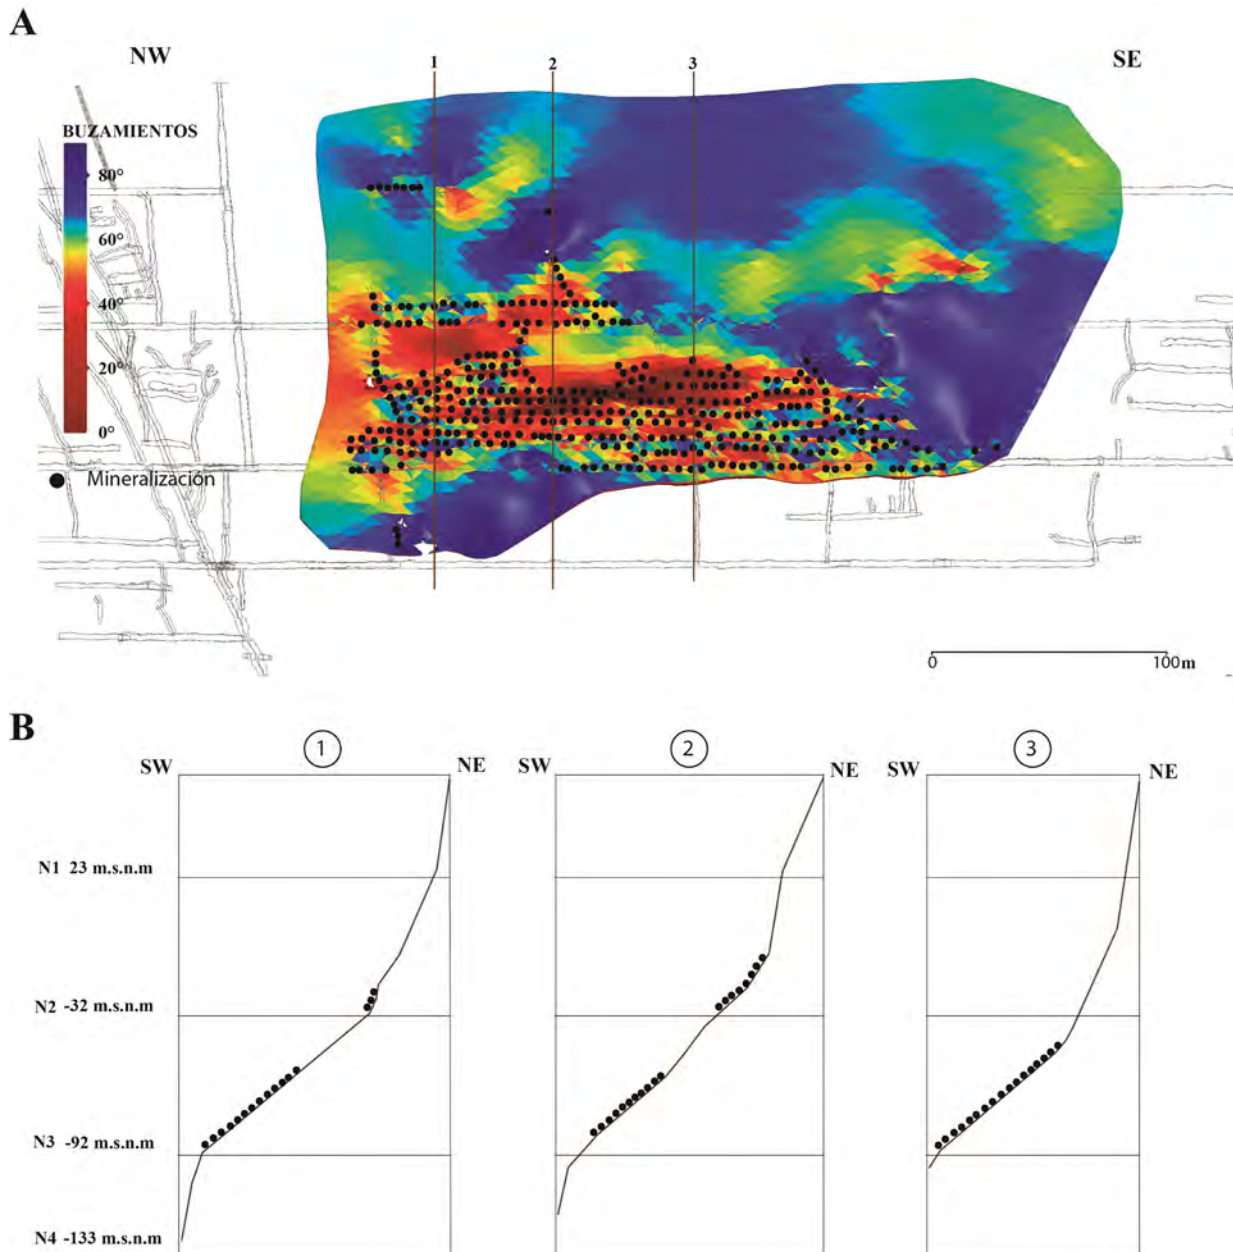 A
NW
1
2
3
SE
BUZAMIENTOS
80°
60°
40°
20°
0°
Mineralización
0
100 m
B
SW
1
NE
SW
2
NE
SW
3
NE
N1 23 m.s.n.m
N2 -32 m.s.n.m
N3 -92 m.s.n.m
N4 -133 m.s.n.m